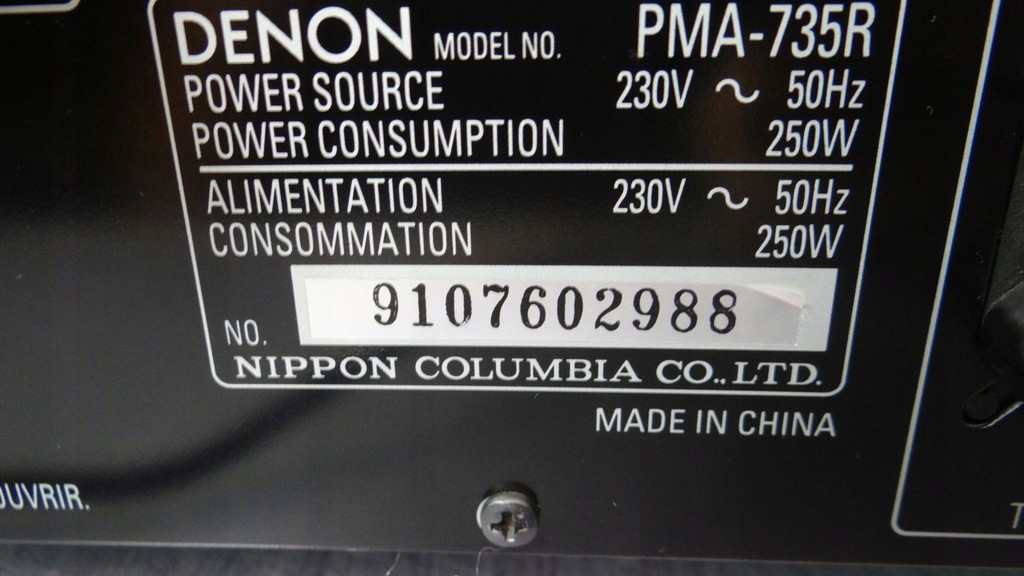 DENON MODEL NO. PMA-735R
POWER SOURCE 230V ~ 50Hz
POWER CONSUMPTION 250W
ALIMENTATION 230V ~ 50Hz
CONSOMMATION 250W
NO. 9107602988
NIPPON COLUMBIA CO., LTD.
MADE IN CHINA
OUVRIR.